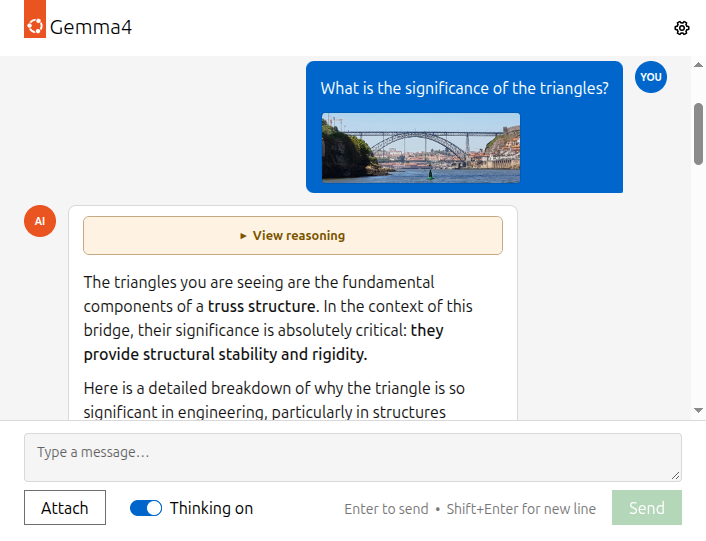 Gemma4
What is the significance of the triangles?
YOU
AI
▸ View reasoning
The triangles you are seeing are the fundamental
components of a truss structure. In the context of this
bridge, their significance is absolutely critical: they
provide structural stability and rigidity.
Here is a detailed breakdown of why the triangle is so
significant in engineering, particularly in structures
Type a message…
Attach
Thinking on
Enter to send • Shift+Enter for new line
Send